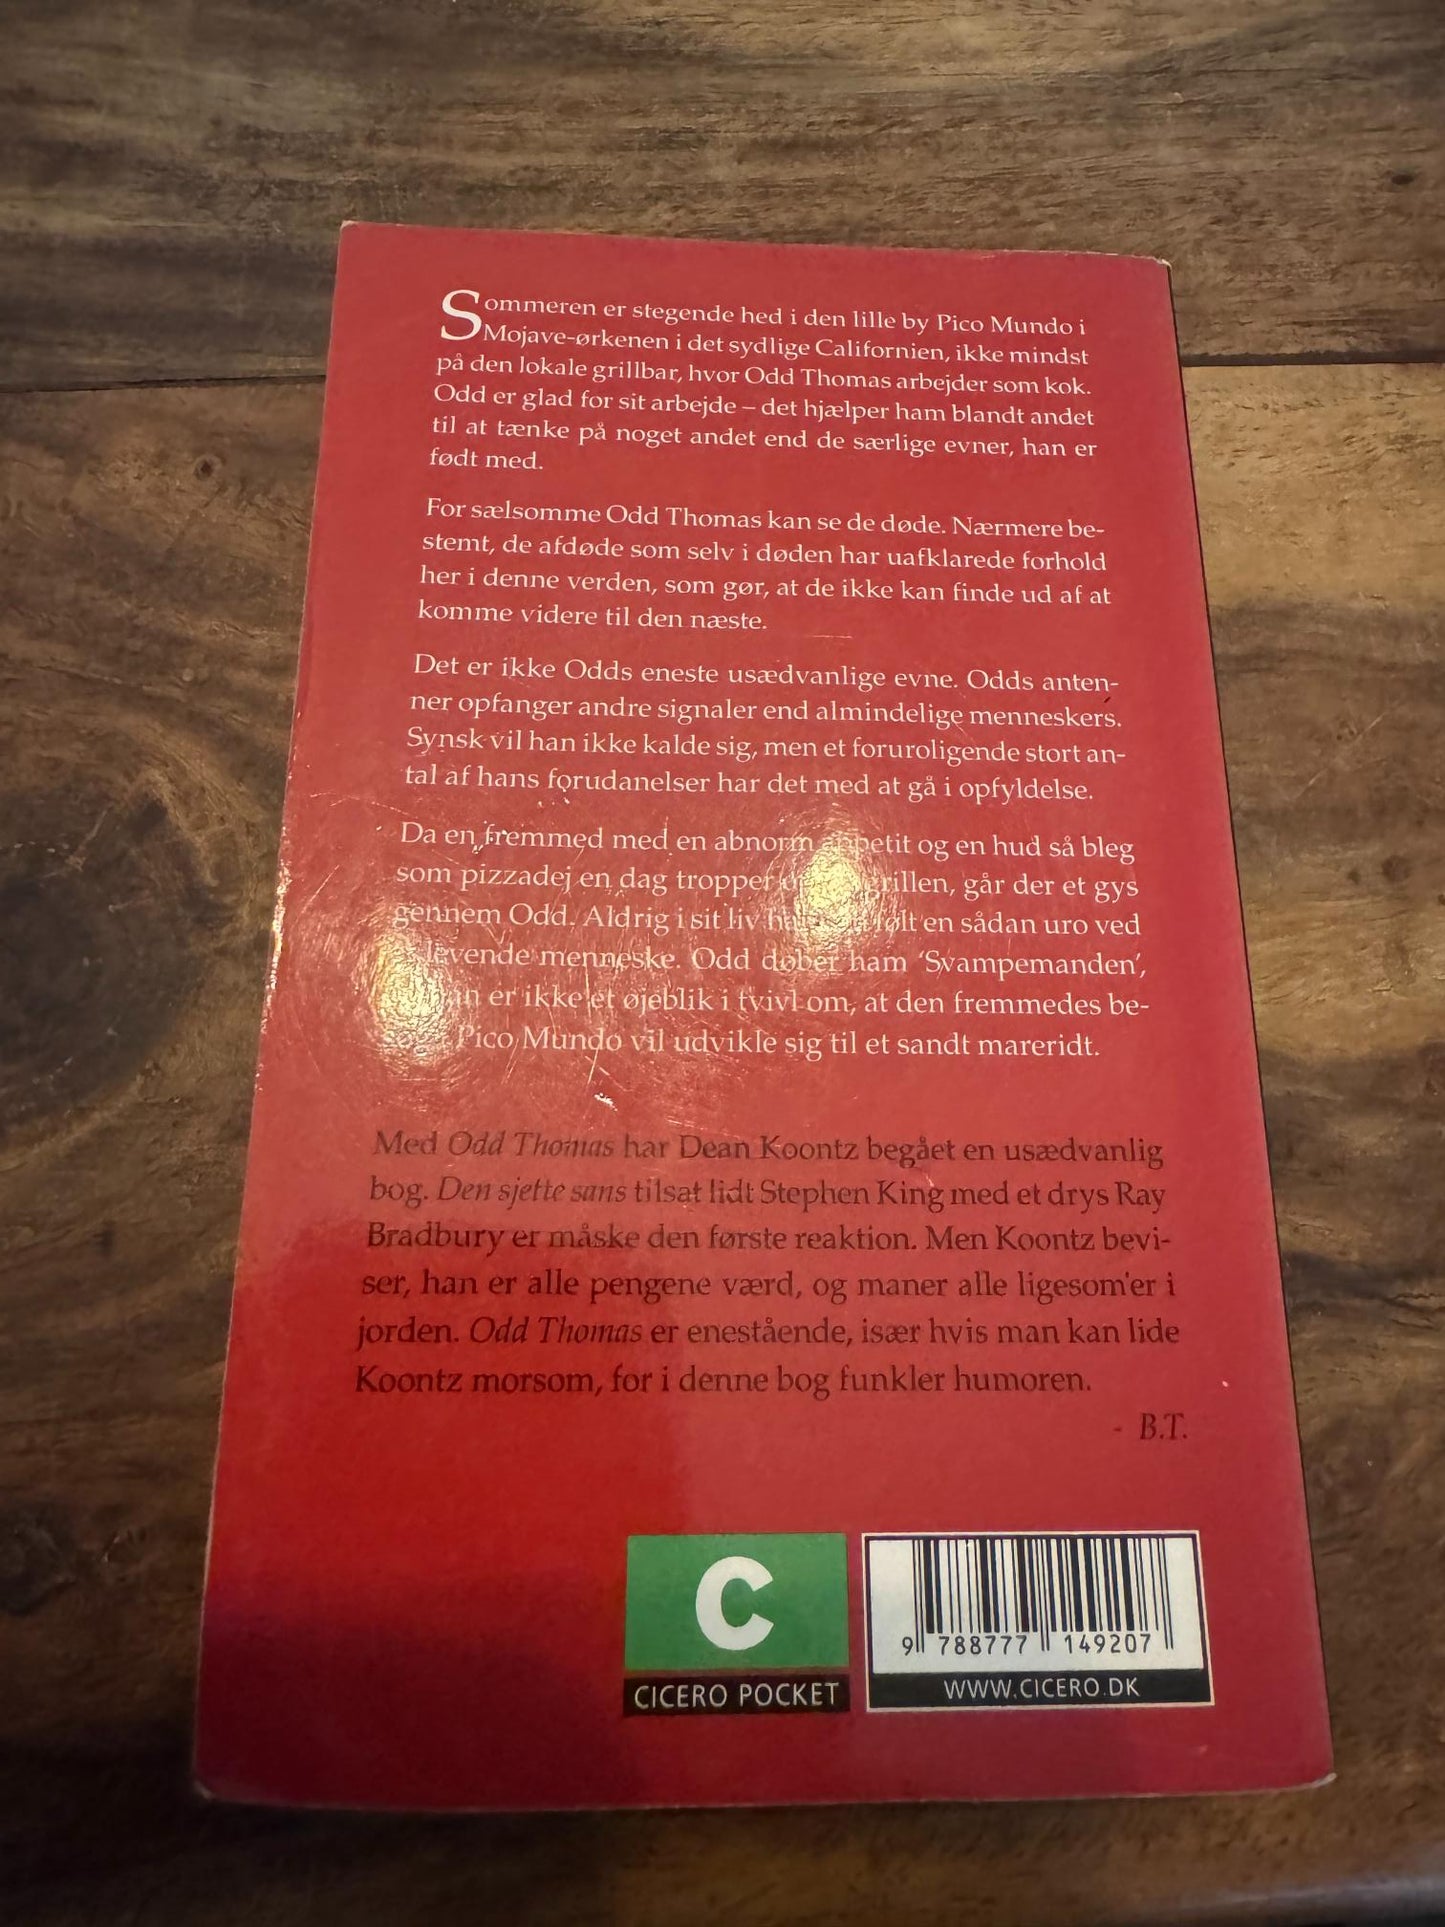 Sommeren er stegende hed i den lille by Pico Mundo i
Mojave-ørkenen i det sydlige Californien, ikke mindst
på den lokale grillbar, hvor Odd Thomas arbejder som kok.
Odd er glad for sit arbejde – det hjælper ham blandt andet
til at tænke på noget andet end de særlige evner, han er
født med.
For sælsomme Odd Thomas kan se de døde. Nærmere be-
stemt, de afdøde som selv i døden har uafklarede forhold
her i denne verden, som gør, at de ikke kan finde ud af at
komme videre til den næste.
Det er ikke Odds eneste usædvanlige evne. Odds anten-
ner opfanger andre signaler end almindelige menneskers.
Synsk vil han ikke kalde sig, men et foruroligende stort an-
tal af hans forudanelser har det med at gå i opfyldelse.
Da en fremmed med en abnorm appetit og en hud så bleg
som pizzadej en dag tropper grillen, går der et gys
gennem Odd. Aldrig i sit liv følt en sådan uro ved
levende menneske. Odd døber ham ‘Svampemanden’,
er ikke et øjeblik i tvivl om, at den fremmedes be-
Pico Mundo vil udvikle sig til et sandt mareridt.
Med Odd Thomas har Dean Koontz begået en usædvanlig
bog. Den sjette sans tilsat lidt Stephen King med et drys Ray
Bradbury er måske den første reaktion. Men Koontz bevi-
ser, han er alle pengene værd, og maner alle ligesom'er i
jorden. Odd Thomas er enestående, især hvis man kan lide
Koontz morsom, for i denne bog funkler humoren.
- B.T.
C
CICERO POCKET
9 788777 149207
WWW.CICERO.DK